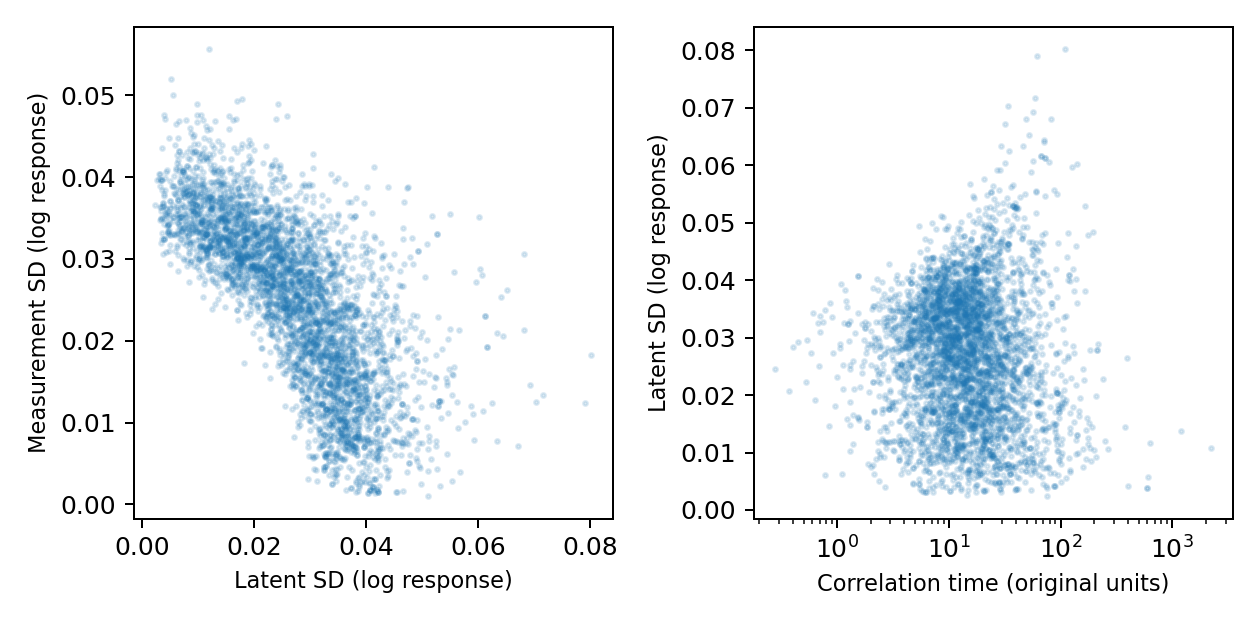 Measurement SD (log response)
0.05
0.04
0.03
0.02
0.01
0.00
0.00 0.02 0.04 0.06 0.08
Latent SD (log response)
Latent SD (log response)
0.08
0.07
0.06
0.05
0.04
0.03
0.02
0.01
0.00
10⁰ 10¹ 10² 10³
Correlation time (original units)